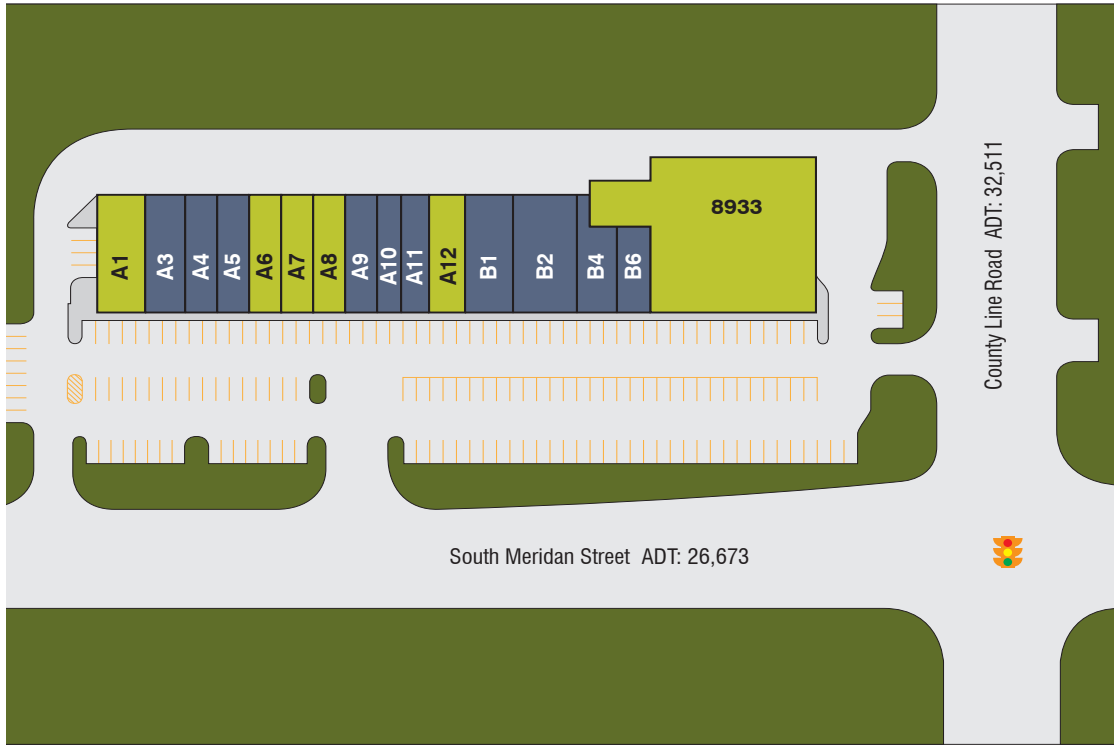 A1
A3
A4
A5
A6
A7
A8
A9
A10
A11
A12
B1
B2
B4
B6
8933
County Line Road ADT: 32,511
South Meridan Street ADT: 26,673